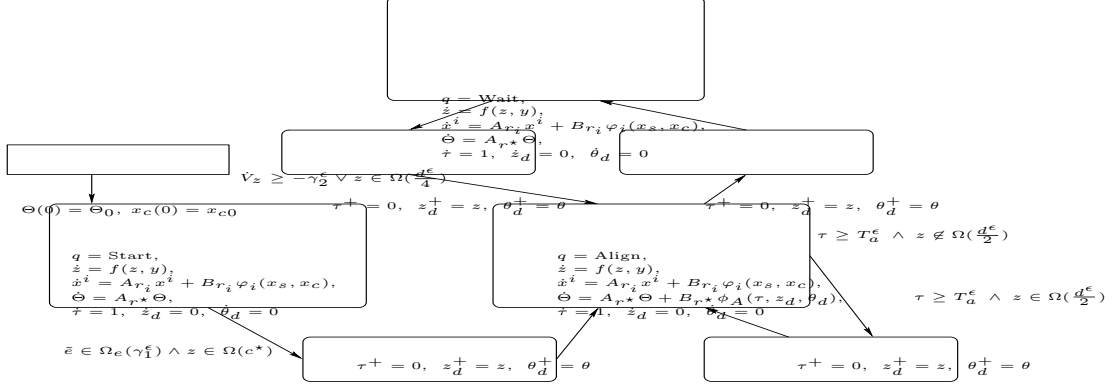 q = Wait,
ż = f(z, y),
ẋ^i = A_{r_i} x^i + B_{r_i} φ_i(x_s, x_c),
Θ̇ = A_{r⋆} Θ,
τ̇ = 1, ż_d = 0, θ̇_d = 0
V̇_z ≥ −γ_2^ϵ ∨ z ∈ Ω(d^ϵ/4)
Θ(0) = Θ_0, x_c(0) = x_{c0}
τ^+ = 0, z_d^+ = z, θ_d^+ = θ
τ^+ = 0, z_d^+ = z, θ_d^+ = θ
τ ≥ T_a^ϵ ∧ z ∉ Ω(d^ϵ/2)
q = Start,
ż = f(z, y),
ẋ^i = A_{r_i} x^i + B_{r_i} φ_i(x_s, x_c),
Θ̇ = A_{r⋆} Θ,
τ̇ = 1, ż_d = 0, θ̇_d = 0
q = Align,
ż = f(z, y),
ẋ^i = A_{r_i} x^i + B_{r_i} φ_i(x_s, x_c),
Θ̇ = A_{r⋆} Θ + B_{r⋆} ϕ_A(τ, z_d, θ_d),
τ̇ = 1, ż_d = 0, θ̇_d = 0
τ ≥ T_a^ϵ ∧ z ∈ Ω(d^ϵ/2)
ẽ ∈ Ω_e(γ_1^ϵ) ∧ z ∈ Ω(c⋆)
τ^+ = 0, z_d^+ = z, θ_d^+ = θ
τ^+ = 0, z_d^+ = z, θ_d^+ = θ